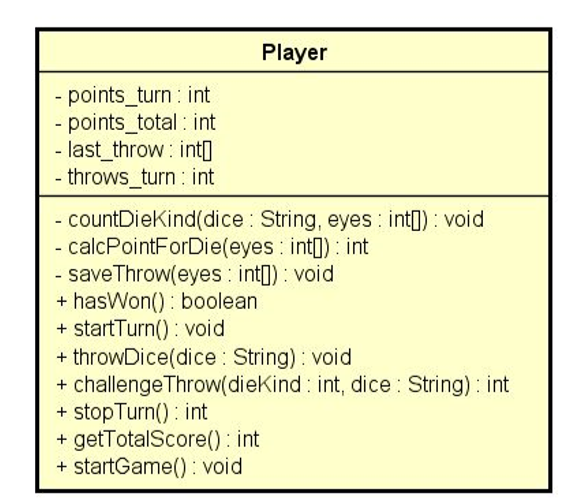 Player
- points_turn : int
- points_total : int
- last_throw : int[]
- throws_turn : int
- countDieKind(dice : String, eyes : int[]) : void
- calcPointForDie(eyes : int[]) : int
- saveThrow(eyes : int[]) : void
+ hasWon() : boolean
+ startTurn() : void
+ throwDice(dice : String) : void
+ challengeThrow(dieKind : int, dice : String) : int
+ stopTurn() : int
+ getTotalScore() : int
+ startGame() : void